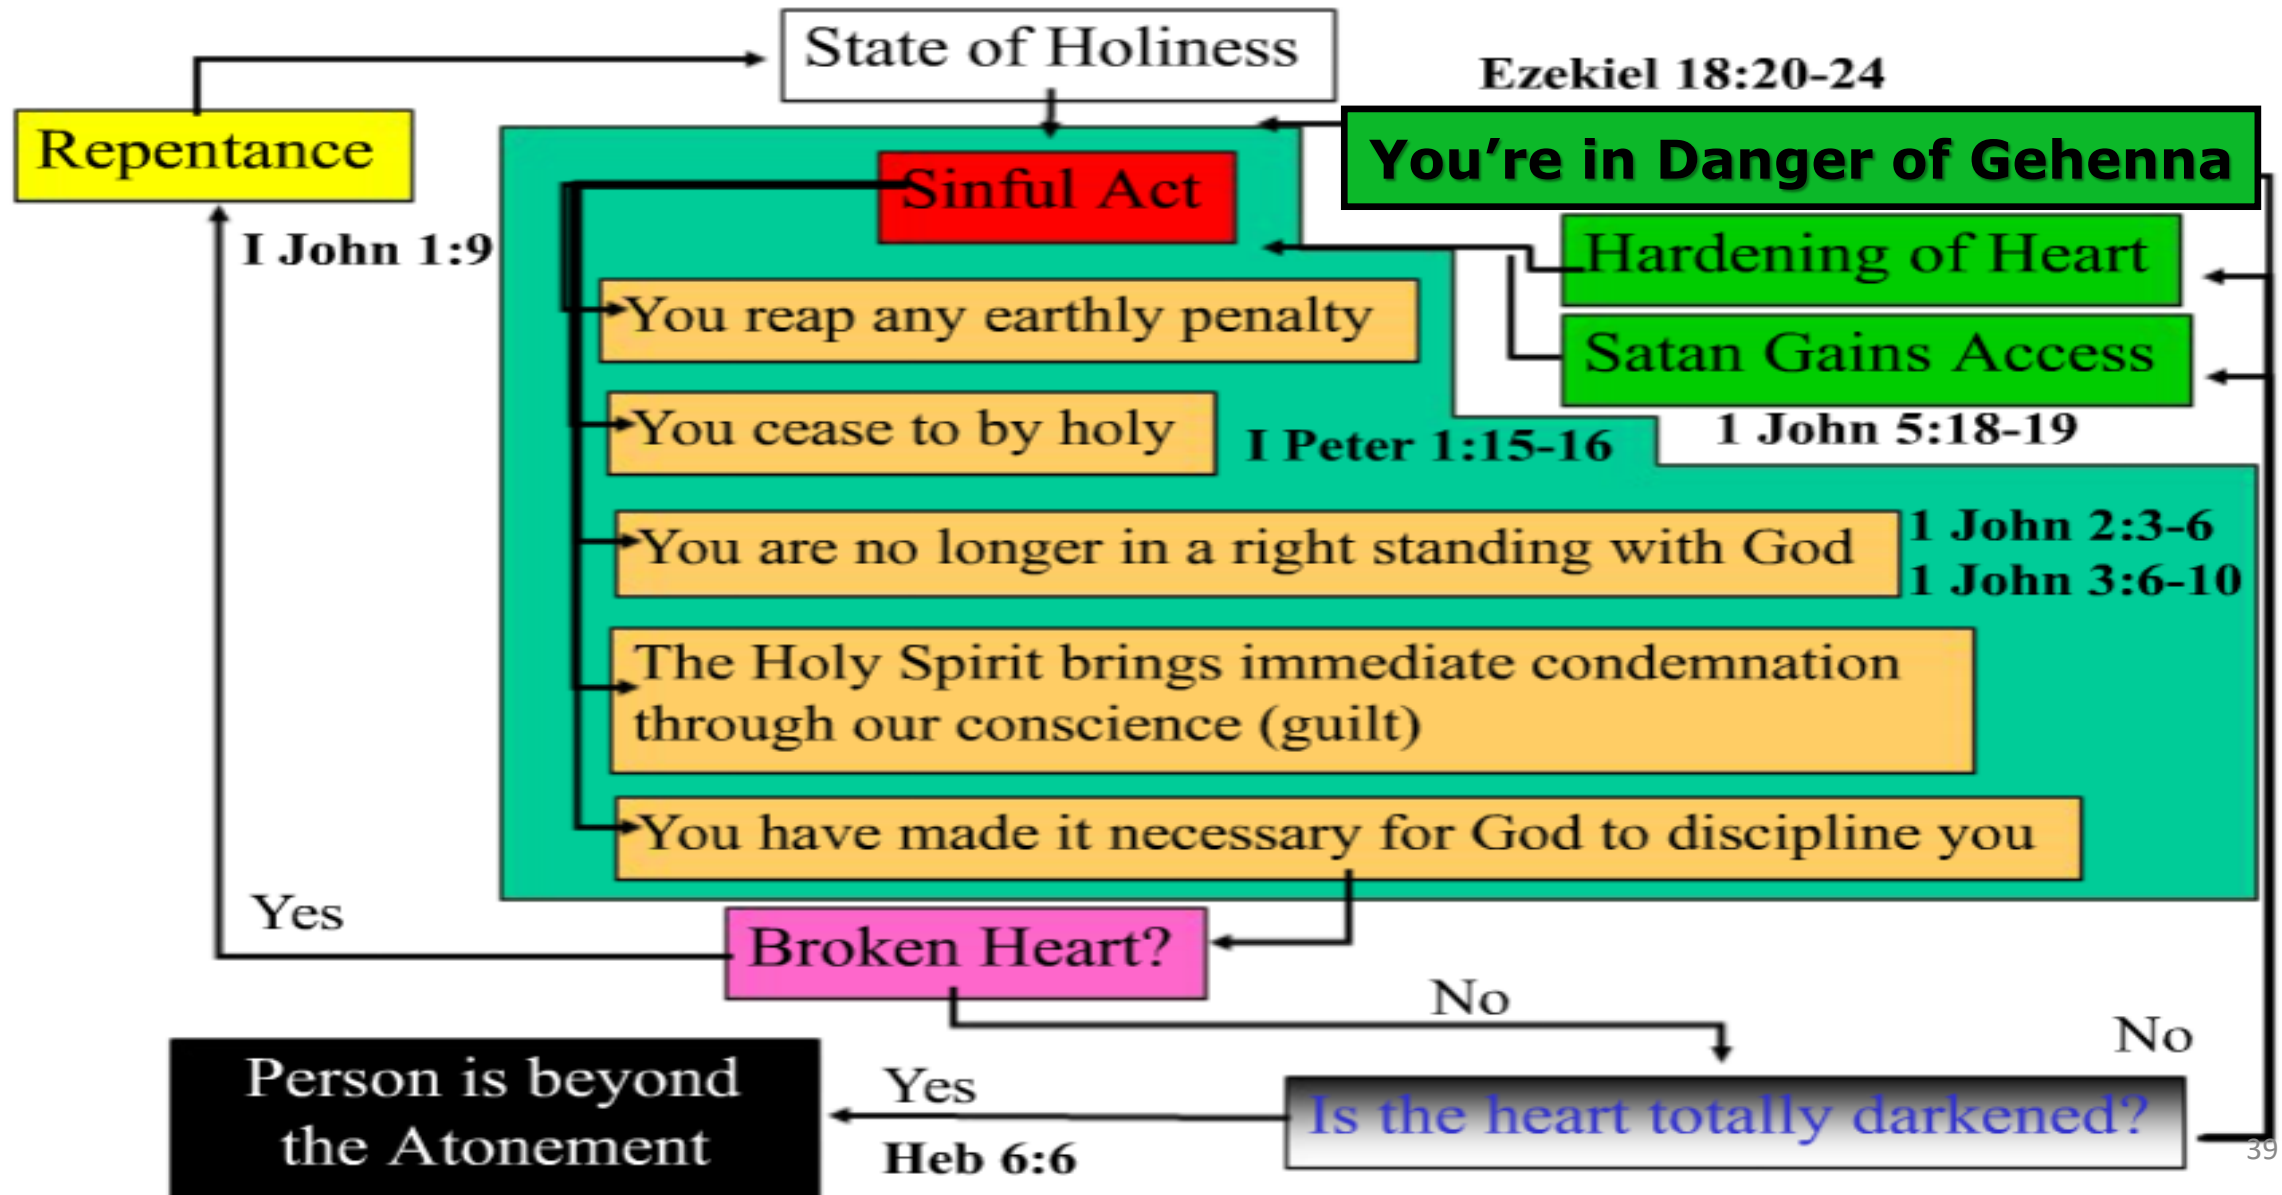 State of Holiness
Ezekiel 18:20-24
Repentance
You’re in Danger of Gehenna
Sinful Act
I John 1:9
Hardening of Heart
You reap any earthly penalty
Satan Gains Access
You cease to by holy
I Peter 1:15-16
1 John 5:18-19
You are no longer in a right standing with God
1 John 2:3-6
1 John 3:6-10
The Holy Spirit brings immediate condemnation
through our conscience (guilt)
You have made it necessary for God to discipline you
Yes
Broken Heart?
No
No
Person is beyond
the Atonement
Yes
Heb 6:6
Is the heart totally darkened?
39